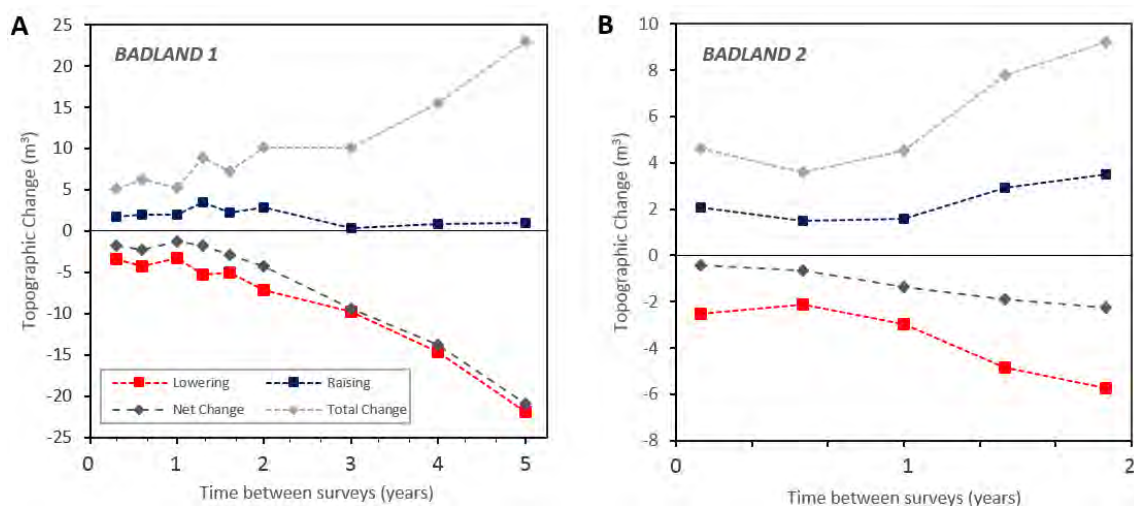 A
BADLAND 1
Topographic Change (m³)
25
20
15
10
5
0
-5
-10
-15
-20
-25
Lowering
Raising
Net Change
Total Change
0 1 2 3 4 5
Time between surveys (years)
B
BADLAND 2
Topographic Change (m³)
10
8
6
4
2
0
-2
-4
-6
-8
0 1 2
Time between surveys (years)